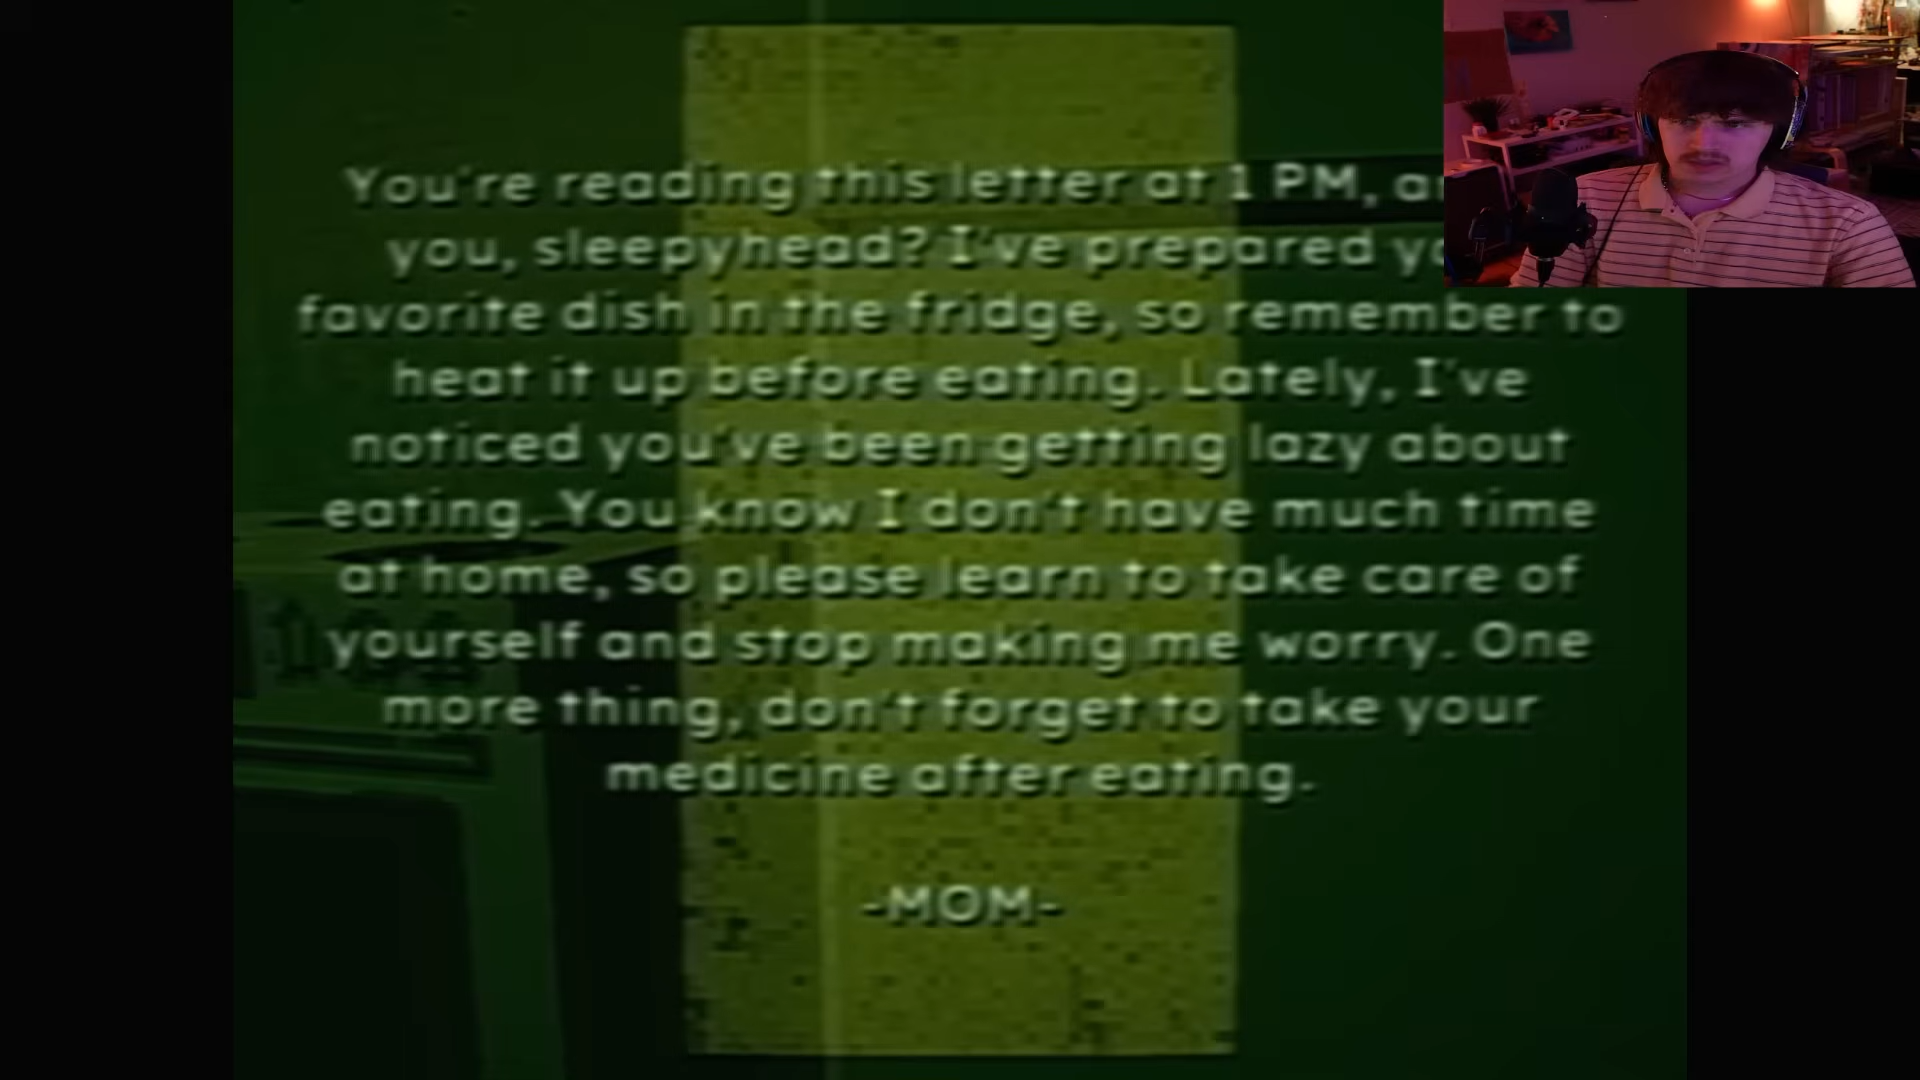 You're reading this letter at 1 PM,
you, sleepyhead? I've prepared
favorite dish in the fridge, so remember to
heat it up before eating. Lately, I've
noticed you've been getting lazy about
eating. You know I don't have much time
at home, so please learn to take care of
yourself and stop making me worry. One
more thing, don't forget to take your
medicine after eating.
-MOM-